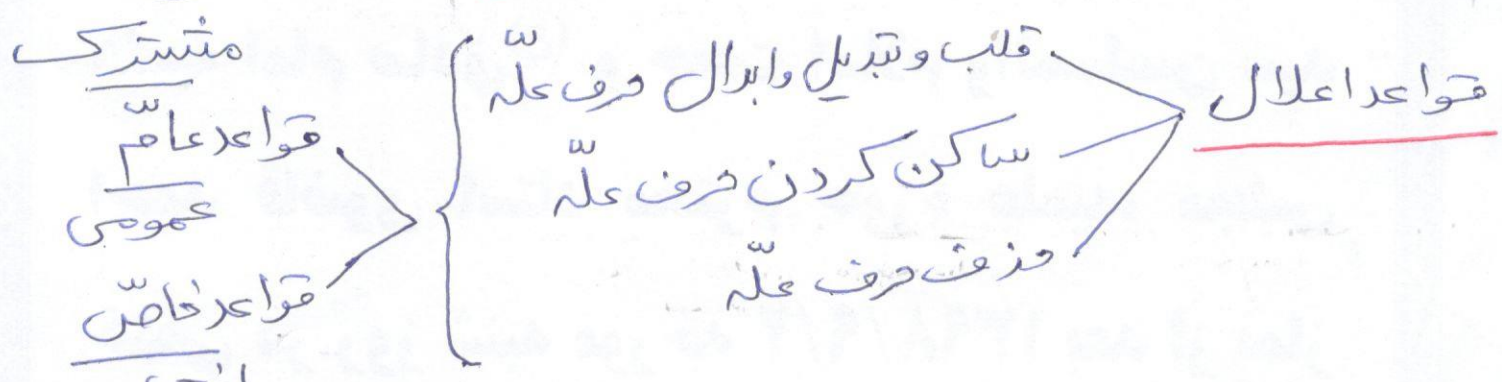 قواعد اعلال
قلب و تبدیل و ابدال حرف علّه
ساکن کردن حرف علّه
حذف حرف علّه
مشترک
قواعد عامّ
عمومی
قواعد خاصّ